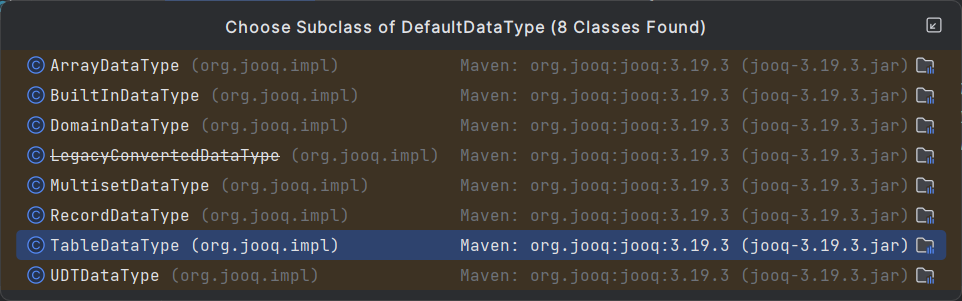 Choose Subclass of DefaultDataType (8 Classes Found)
C ArrayDataType (org.jooq.impl) Maven: org.jooq:jooq:3.19.3 (jooq-3.19.3.jar)
C BuiltInDataType (org.jooq.impl) Maven: org.jooq:jooq:3.19.3 (jooq-3.19.3.jar)
C DomainDataType (org.jooq.impl) Maven: org.jooq:jooq:3.19.3 (jooq-3.19.3.jar)
C LegacyConvertedDataType (org.jooq.impl) Maven: org.jooq:jooq:3.19.3 (jooq-3.19.3.jar)
C MultisetDataType (org.jooq.impl) Maven: org.jooq:jooq:3.19.3 (jooq-3.19.3.jar)
C RecordDataType (org.jooq.impl) Maven: org.jooq:jooq:3.19.3 (jooq-3.19.3.jar)
C TableDataType (org.jooq.impl) Maven: org.jooq:jooq:3.19.3 (jooq-3.19.3.jar)
C UDTDataType (org.jooq.impl) Maven: org.jooq:jooq:3.19.3 (jooq-3.19.3.jar)